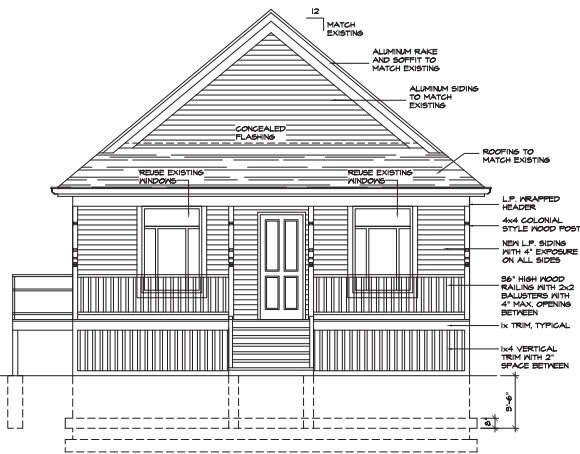 12
MATCH
EXISTING
ALUMINUM RAKE
AND SOFFIT TO
MATCH EXISTING
ALUMINUM SIDING
TO MATCH
EXISTING
CONCEALED
FLASHING
ROOFING TO
MATCH EXISTING
REUSE EXISTING
WINDOWS
REUSE EXISTING
WINDOWS
L.P. WRAPPED
HEADER
4x4 COLONIAL
STYLE WOOD POST
NEW L.P. SIDING
WITH 4" EXPOSURE
ON ALL SIDES
36" HIGH WOOD
RAILING WITH 2x2
BALUSTERS WITH
4" MAX. OPENING
BETWEEN
1x TRIM, TYPICAL
1x4 VERTICAL
TRIM WITH 2"
SPACE BETWEEN
3'-6"
8"